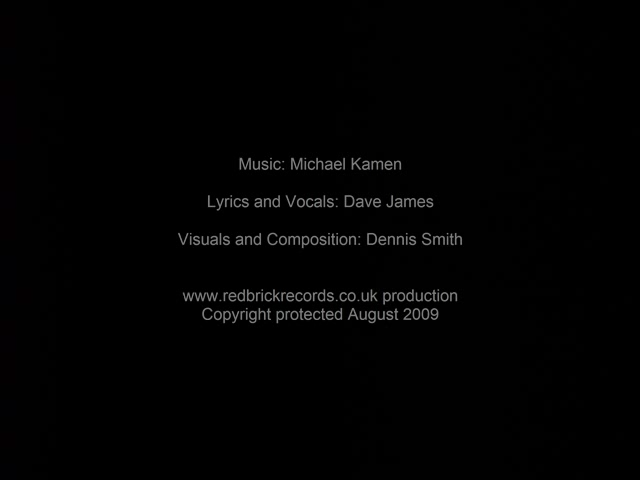 Music: Michael Kamen
Lyrics and Vocals: Dave James
Visuals and Composition: Dennis Smith
www.redbrickrecords.co.uk production
Copyright protected August 2009